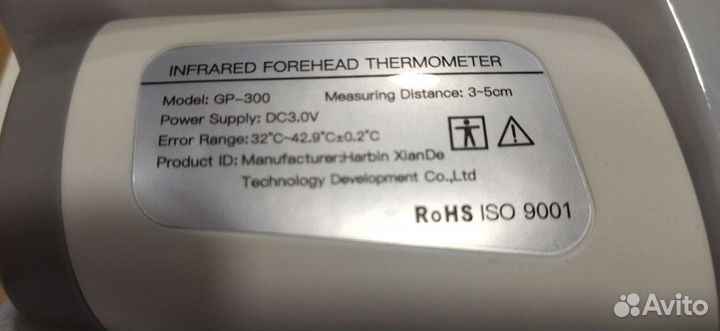 INFRARED FOREHEAD THERMOMETER
Model: GP-300 Measuring Distance: 3~5cm
Power Supply: DC3.0V
Error Range: 32°C~42.9°C±0.2°C
Product ID: Manufacturer:Harbin XianDe
Technology Development Co.,Ltd
RoHS ISO 9001
Avito